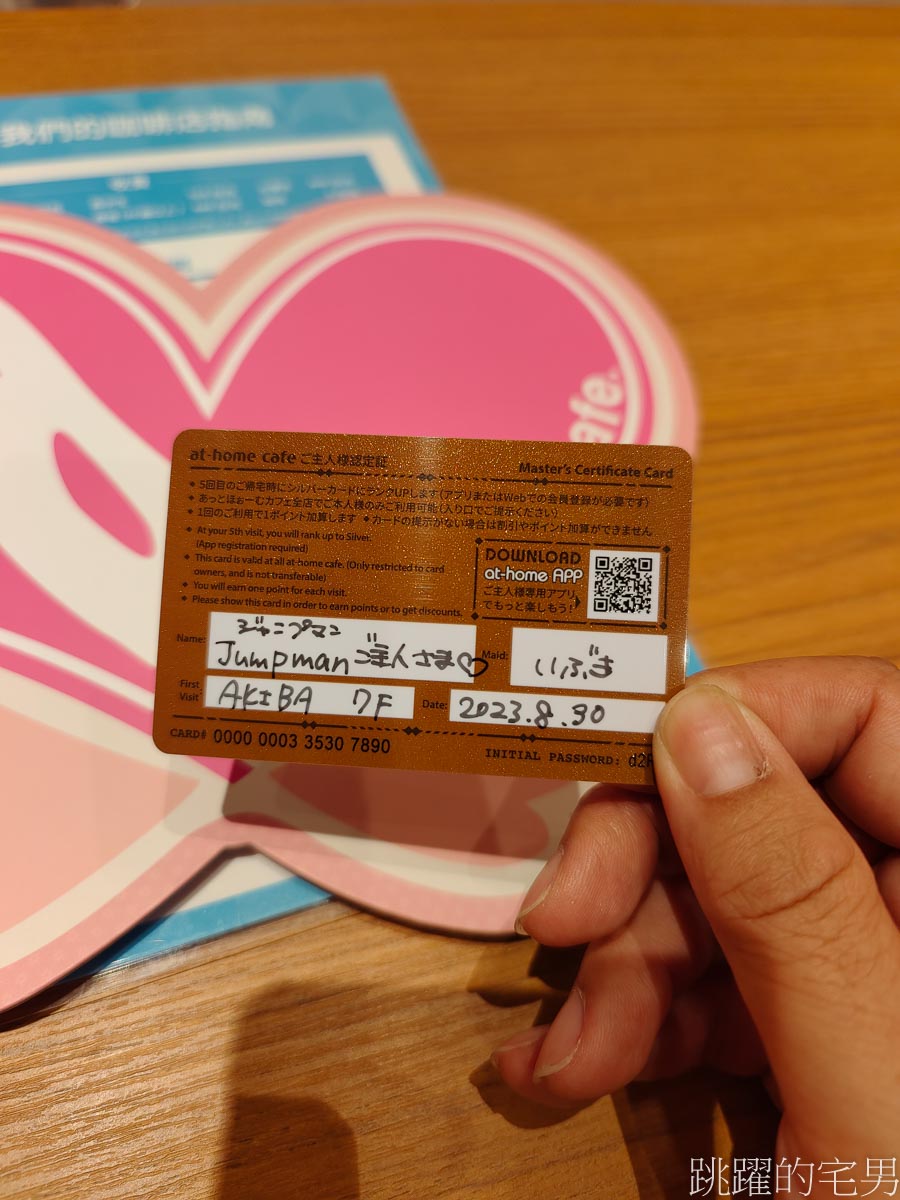 我們的咖啡店指南
afe.
at-home cafe ご主人様認定証
Master's Certificate Card
◆ 5回目のご帰宅時にシルバーカードにランクUPします(アプリまたはWebでの会員登録が必要です)
◆ あっとほぉーむカフェ全店でご本人様のみご利用可能(入り口でご提示ください)
◆ 1回のご利用で1ポイント加算します ◆ カードの提示がない場合は割引やポイント加算ができません
◆ At your 5th visit, you will rank up to Silver.
(App registration required)
◆ This card is valid at all at-home cafe. (Only restricted to card
owners, and is not transferable)
◆ You will earn one point for each visit.
◆ Please show this card in order to earn points or to get discounts.
DOWNLOAD
at-home APP
ご主人様専用アプリ
でもっと楽しもう!
Name:
ジャンプマン
Jumpman ご主人さま♡
Maid:
いぶき
First
Visit
AKIBA 7F
Date:
2023.8.30
CARD# 0000 0003 3530 7890
INITIAL PASSWORD: d2F
跳躍的宅男